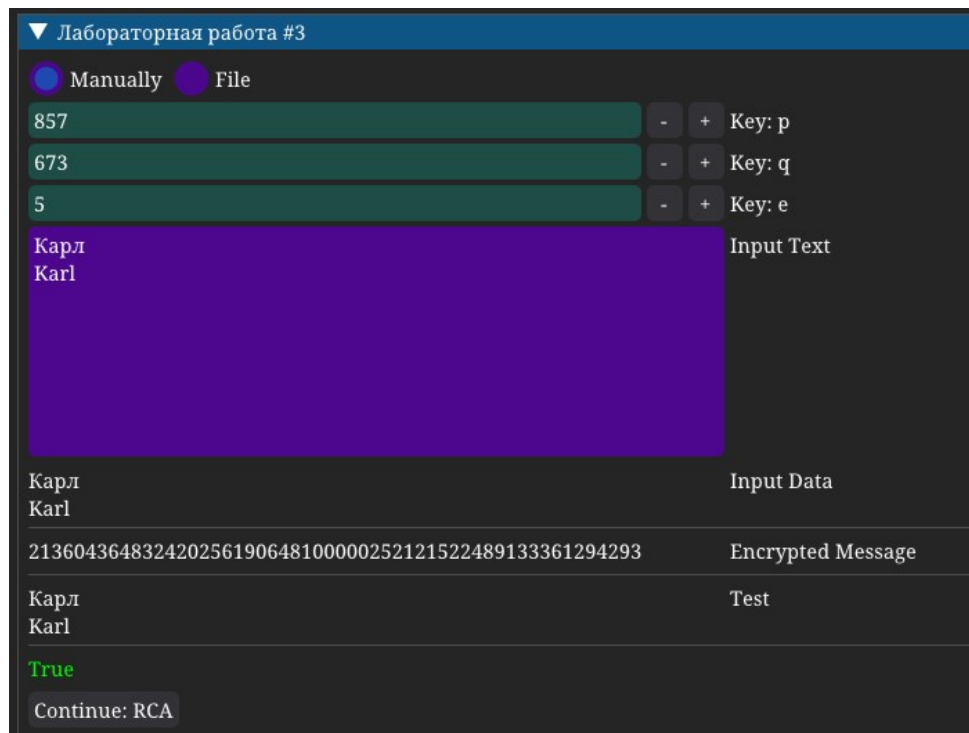 Лабораторная работа #3
Manually File
857 - + Key: p
673 - + Key: q
5 - + Key: e
Карл Input Text
Karl
Карл Input Data
Karl
213604364832420256190648100000252121522489133361294293 Encrypted Message
Карл Test
Karl
True
Continue: RCA